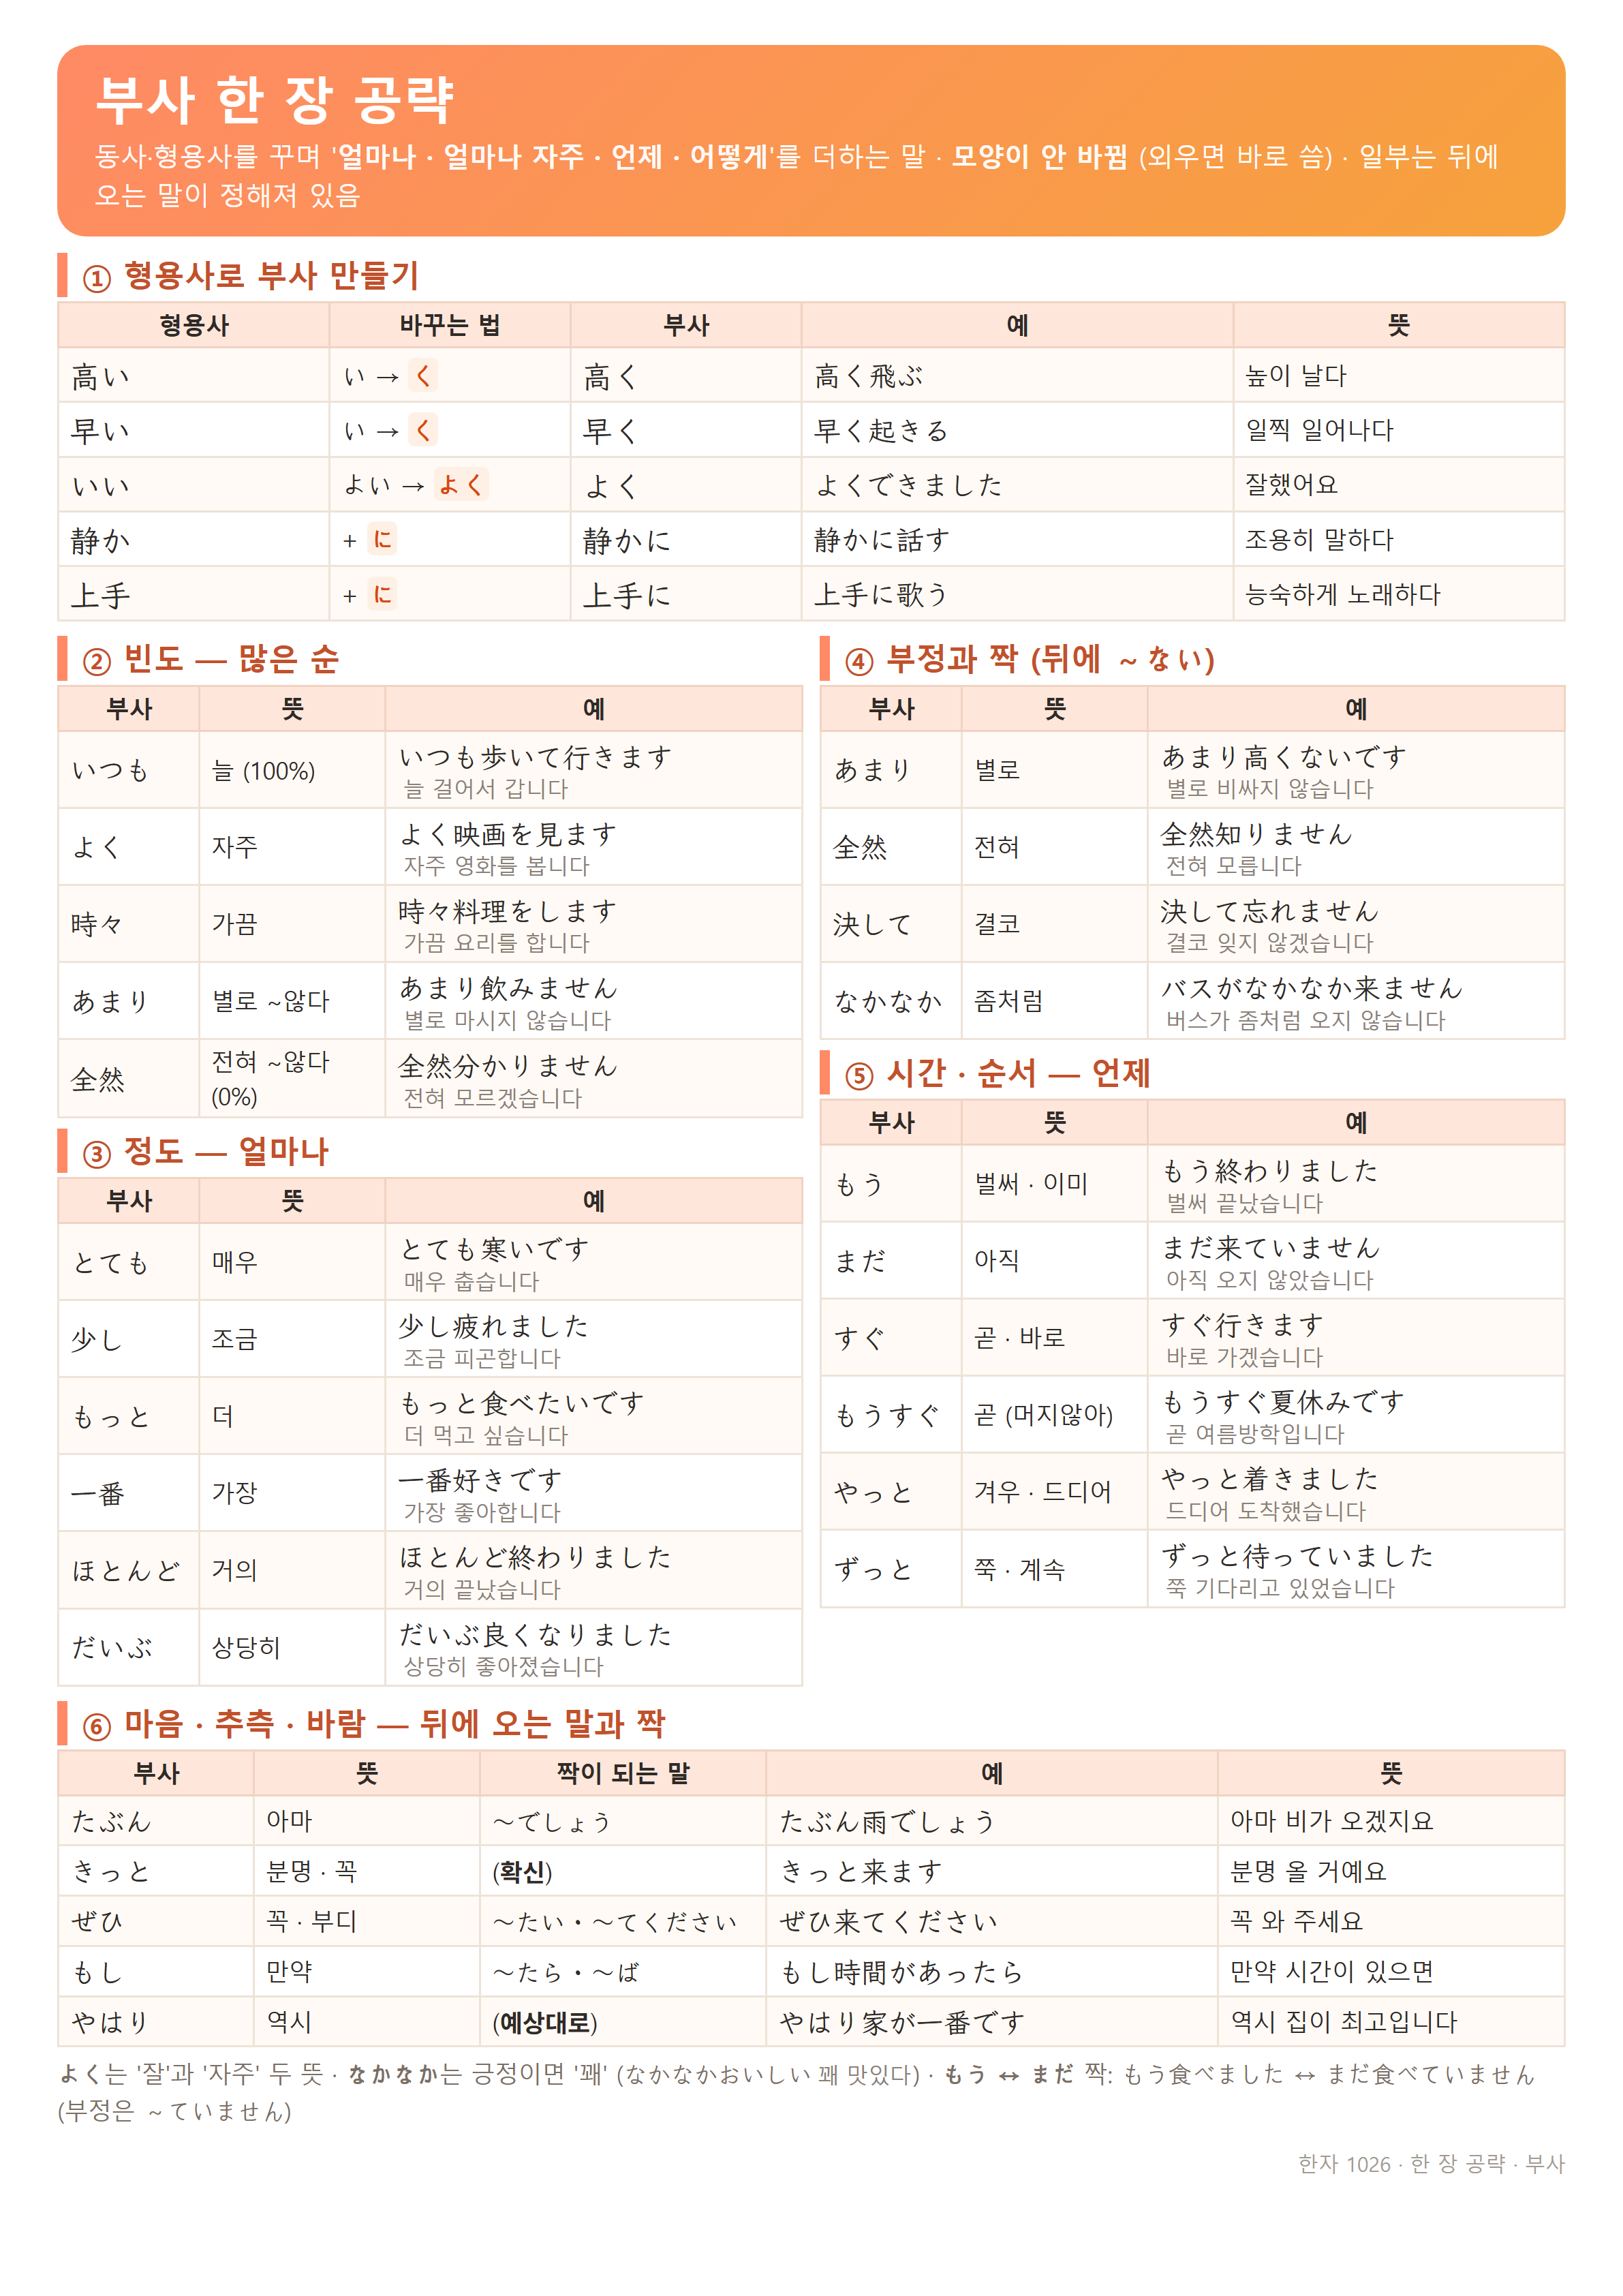 부사 한 장 공략
동사·형용사를 꾸며 '얼마나 · 얼마나 자주 · 언제 · 어떻게'를 더하는 말 · 모양이 안 바뀜 (외우면 바로 씀) · 일부는 뒤에
오는 말이 정해져 있음
① 형용사로 부사 만들기
형용사 바꾸는 법 부사 예 뜻
高い い → く 高く 高く飛ぶ 높이 날다
早い い → く 早く 早く起きる 일찍 일어나다
いい よい → よく よく よくできました 잘했어요
静か + に 静かに 静かに話す 조용히 말하다
上手 + に 上手に 上手に歌う 능숙하게 노래하다
② 빈도 — 많은 순
부사 뜻 예
いつも 늘 (100%) いつも歩いて行きます
늘 걸어서 갑니다
よく 자주 よく映画を見ます
자주 영화를 봅니다
時々 가끔 時々料理をします
가끔 요리를 합니다
あまり 별로 ~않다 あまり飲みません
별로 마시지 않습니다
全然 전혀 ~않다
(0%) 全然分かりません
전혀 모르겠습니다
③ 정도 — 얼마나
부사 뜻 예
とても 매우 とても寒いです
매우 춥습니다
少し 조금 少し疲れました
조금 피곤합니다
もっと 더 もっと食べたいです
더 먹고 싶습니다
一番 가장 一番好きです
가장 좋아합니다
ほとんど 거의 ほとんど終わりました
거의 끝났습니다
だいぶ 상당히 だいぶ良くなりました
상당히 좋아졌습니다
④ 부정과 짝 (뒤에 ~ない)
부사 뜻 예
あまり 별로 あまり高くないです
별로 비싸지 않습니다
全然 전혀 全然知りません
전혀 모릅니다
決して 결코 決して忘れません
결코 잊지 않겠습니다
なかなか 좀처럼 バスがなかなか来ません
버스가 좀처럼 오지 않습니다
⑤ 시간 · 순서 — 언제
부사 뜻 예
もう 벌써 · 이미 もう終わりました
벌써 끝났습니다
まだ 아직 まだ来ていません
아직 오지 않았습니다
すぐ 곧 · 바로 すぐ行きます
바로 가겠습니다
もうすぐ 곧 (머지않아) もうすぐ夏休みです
곧 여름방학입니다
やっと 겨우 · 드디어 やっと着きました
드디어 도착했습니다
ずっと 쭉 · 계속 ずっと待っていました
쭉 기다리고 있었습니다
⑥ 마음 · 추측 · 바람 — 뒤에 오는 말과 짝
부사 뜻 짝이 되는 말 예 뜻
たぶん 아마 ～でしょう たぶん雨でしょう 아마 비가 오겠지요
きっと 분명 · 꼭 (확신) きっと来ます 분명 올 거예요
ぜひ 꼭 · 부디 ～たい・～てください ぜひ来てください 꼭 와 주세요
もし 만약 ～たら・～ば もし時間があったら 만약 시간이 있으면
やはり 역시 (예상대로) やはり家が一番です 역시 집이 최고입니다
よく는 '잘'과 '자주' 두 뜻 · なかなか는 긍정이면 '꽤' (なかなかおいしい 꽤 맛있다) · もう ↔ まだ 짝: もう食べました ↔ まだ食べていません
(부정은 ~ていません)
한자 1026 · 한 장 공략 · 부사